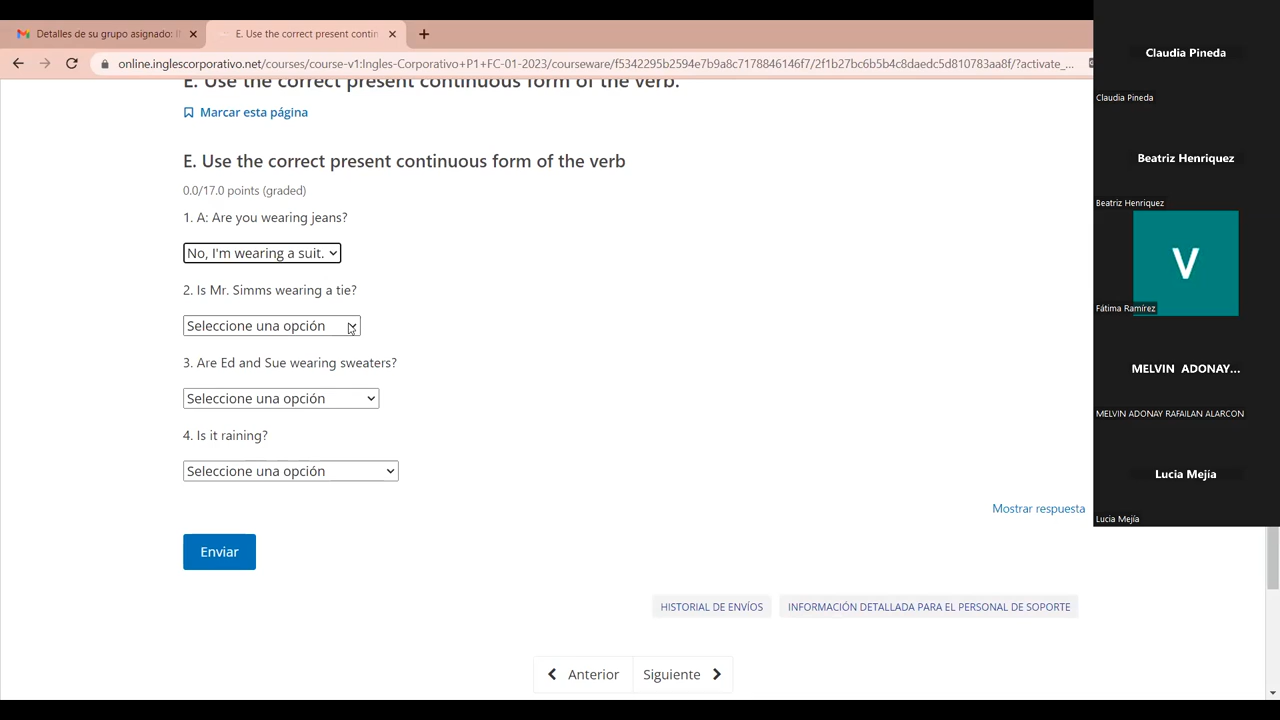 Detalles de su grupo asignado: I
E. Use the correct present contin
online.inglescorporativo.net/courses/course-v1:Ingles-Corporativo+P1+FC-01-2023/courseware/f5342295b2594e7b9a8c7178846146f7/2f1b27bc6b5b4c8daedc5d810783aa8f/?activate_...
E. Use the correct present continuous form of the verb.
Marcar esta página
E. Use the correct present continuous form of the verb
0.0/17.0 points (graded)
1. A: Are you wearing jeans?
No, I'm wearing a suit.
2. Is Mr. Simms wearing a tie?
Seleccione una opción
3. Are Ed and Sue wearing sweaters?
Seleccione una opción
4. Is it raining?
Seleccione una opción
Mostrar respuesta
Enviar
HISTORIAL DE ENVÍOS
INFORMACIÓN DETALLADA PARA EL PERSONAL DE SOPORTE
Anterior
Siguiente
Claudia Pineda
Claudia Pineda
Beatriz Henriquez
Beatriz Henriquez
V
Fátima Ramírez
MELVIN ADONAY...
MELVIN ADONAY RAFAILAN ALARCON
Lucia Mejía
Lucia Mejía